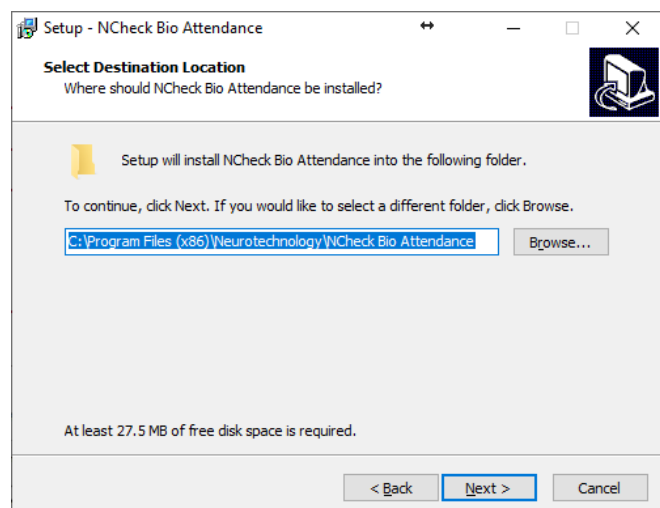 Setup - NCheck Bio Attendance
Select Destination Location
Where should NCheck Bio Attendance be installed?
Setup will install NCheck Bio Attendance into the following folder.
To continue, click Next. If you would like to select a different folder, click Browse.
C:\Program Files (x86)\Neurotechnology\NCheck Bio Attendance
Browse...
At least 27.5 MB of free disk space is required.
< Back
Next >
Cancel